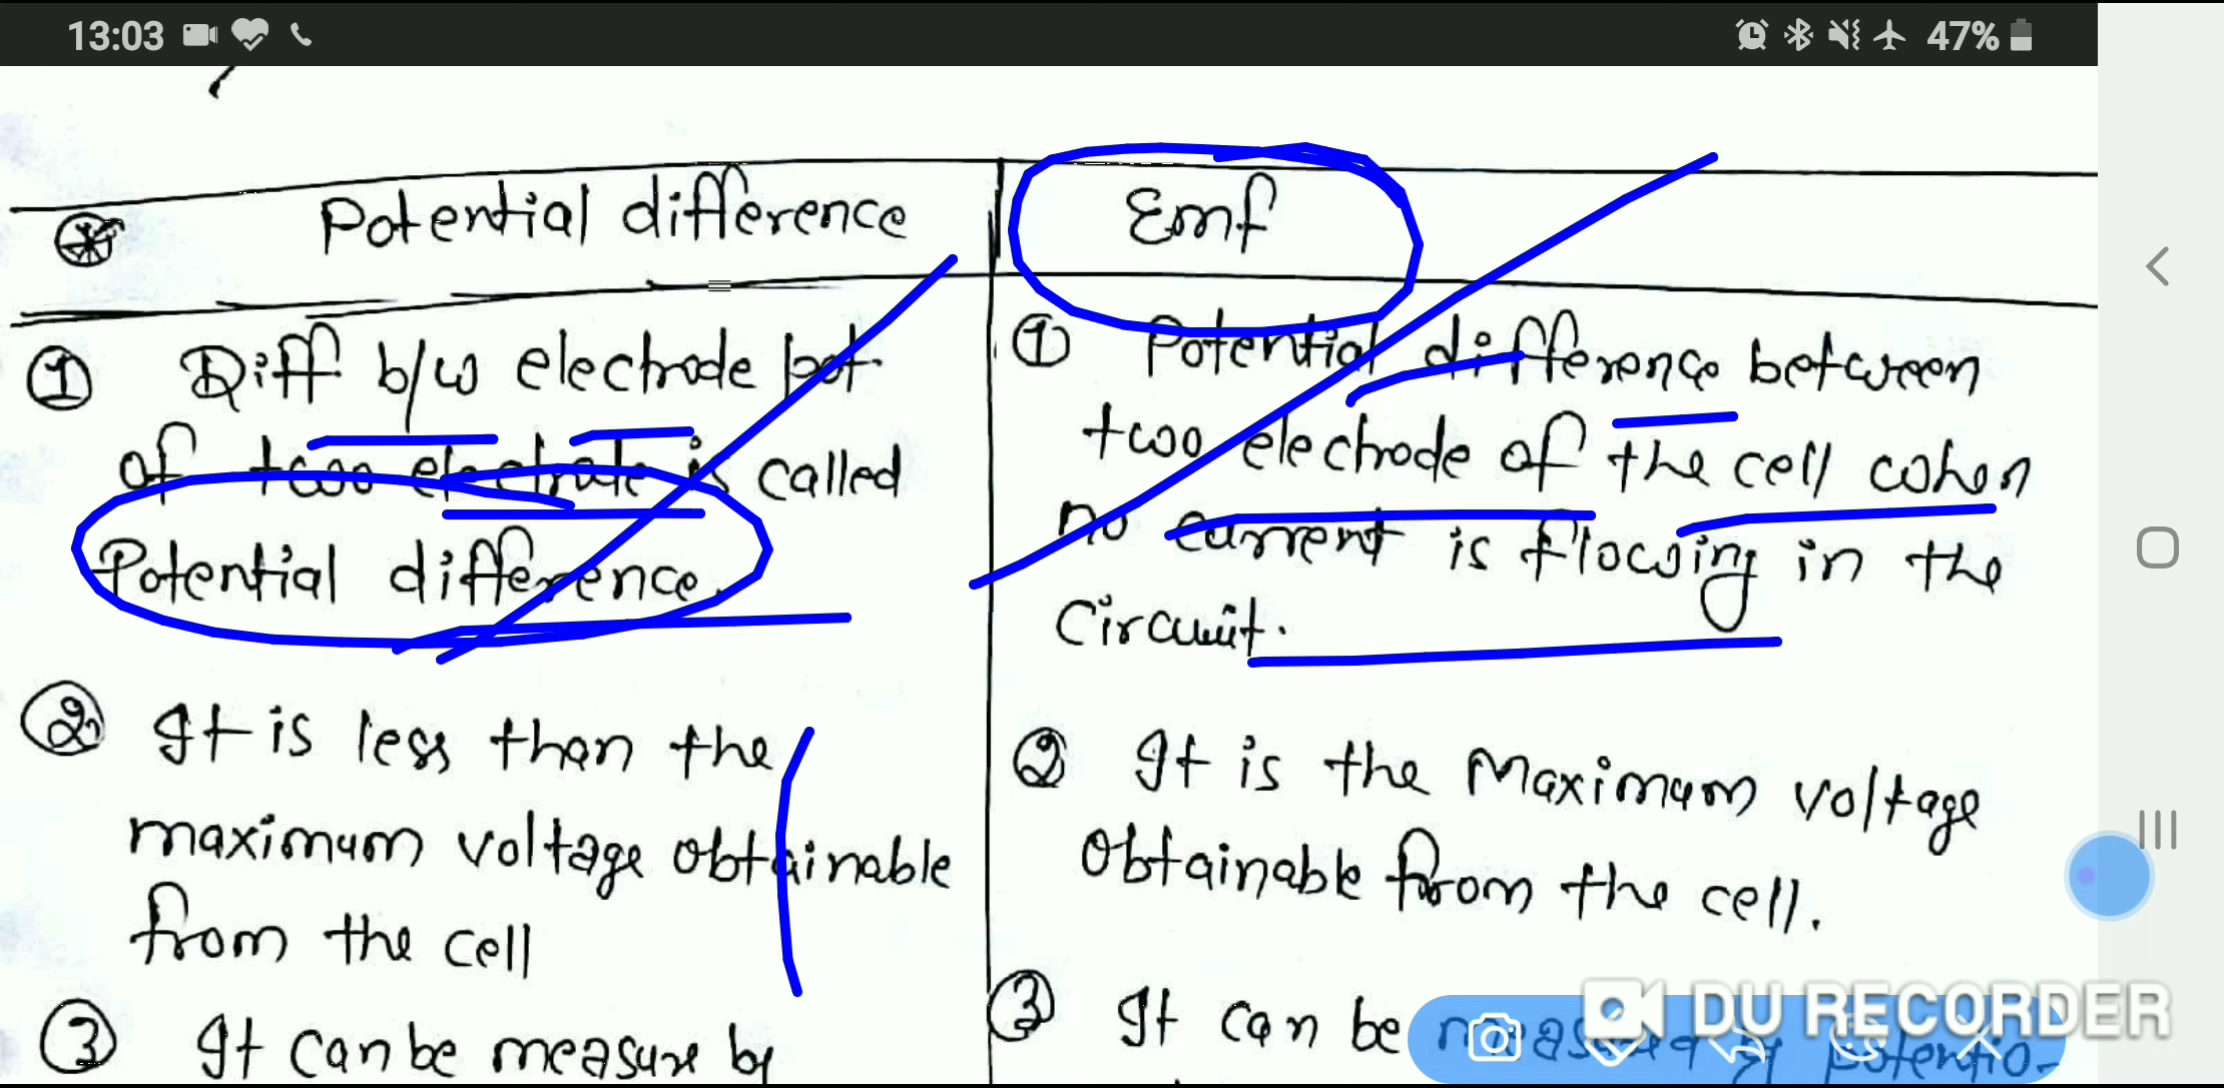 13:03
47%
Potential difference
Emf
① Diff b/w electrode pot.
of two electrode is called
Potential difference.
② It is less than the
maximum voltage obtainable
from the cell
③ It can be measure by
① Potential difference between
two electrode of the cell when
no current is flowing in the
Circuit.
② It is the Maximum voltage
obtainable from the cell.
③ It can be measured by potentio-
DU RECORDER